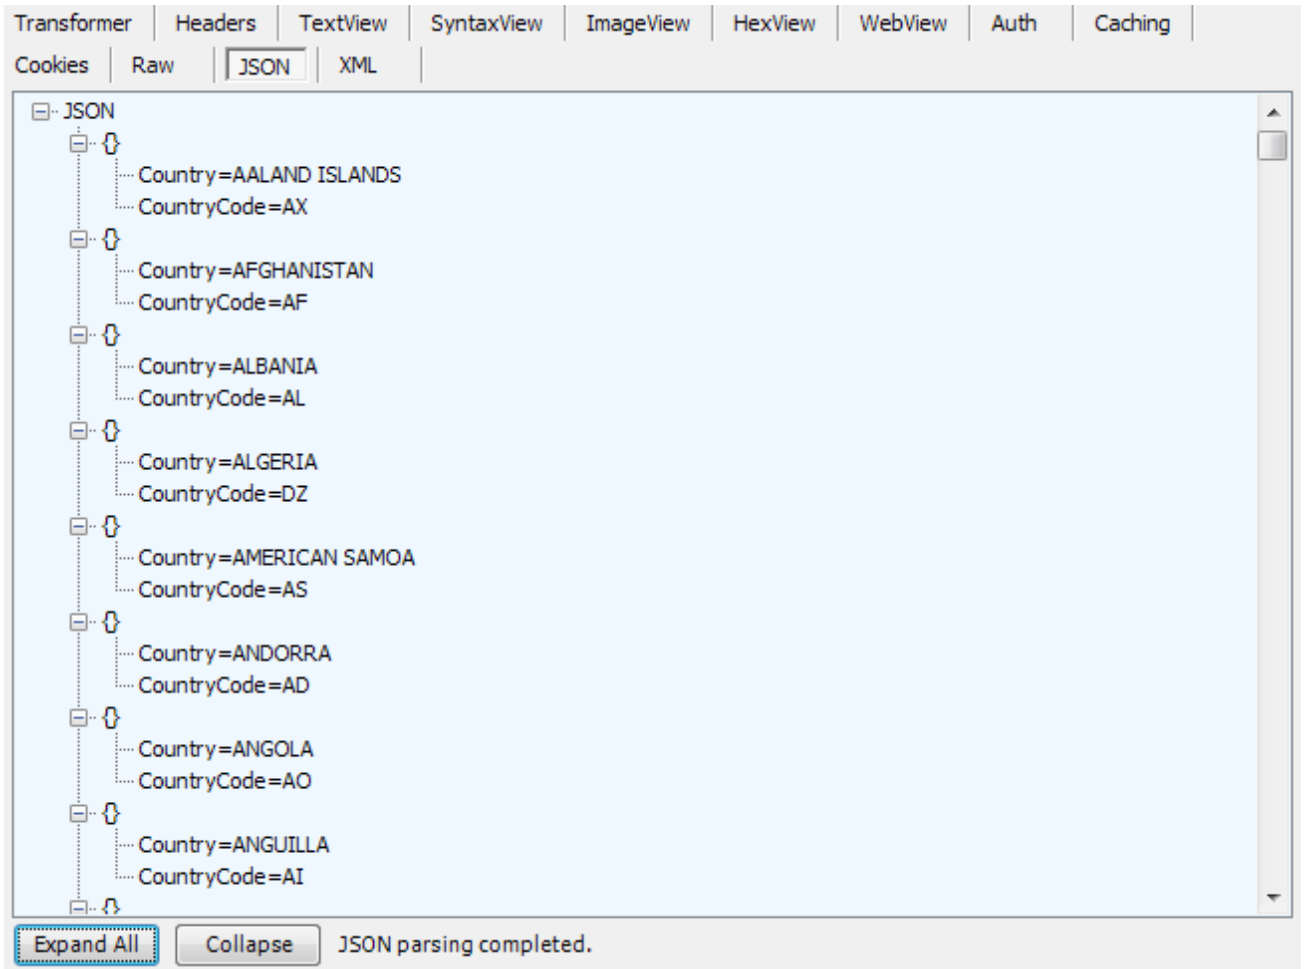 Transformer Headers TextView SyntaxView ImageView HexView WebView Auth Caching
Cookies Raw JSON XML
JSON
{}
Country=AALAND ISLANDS
CountryCode=AX
{}
Country=AFGHANISTAN
CountryCode=AF
{}
Country=ALBANIA
CountryCode=AL
{}
Country=ALGERIA
CountryCode=DZ
{}
Country=AMERICAN SAMOA
CountryCode=AS
{}
Country=ANDORRA
CountryCode=AD
{}
Country=ANGOLA
CountryCode=AO
{}
Country=ANGUILLA
CountryCode=AI
{}
Expand All Collapse JSON parsing completed.